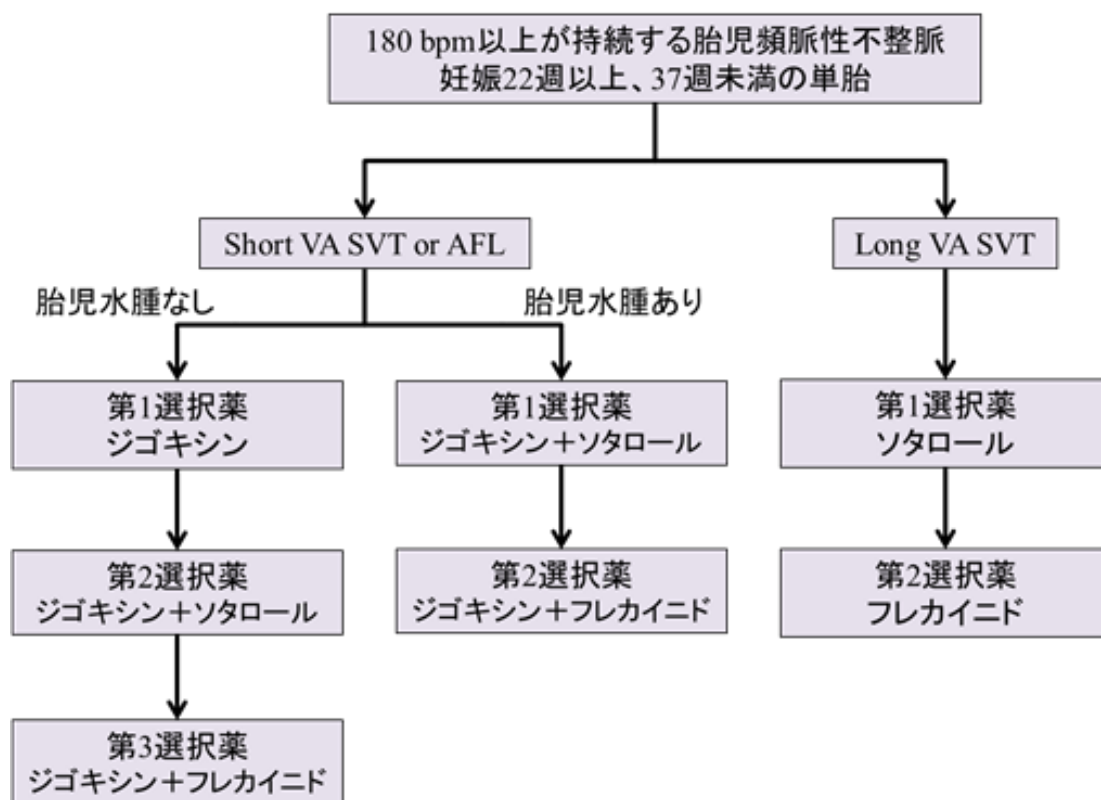 180 bpm以上が持続する胎児頻脈性不整脈
妊娠22週以上、37週未満の単胎
Short VA SVT or AFL
Long VA SVT
胎児水腫なし
胎児水腫あり
第1選択薬
ジゴキシン
第1選択薬
ジゴキシン＋ソタロール
第1選択薬
ソタロール
第2選択薬
ジゴキシン＋ソタロール
第2選択薬
ジゴキシン＋フレカイニド
第2選択薬
フレカイニド
第3選択薬
ジゴキシン＋フレカイニド